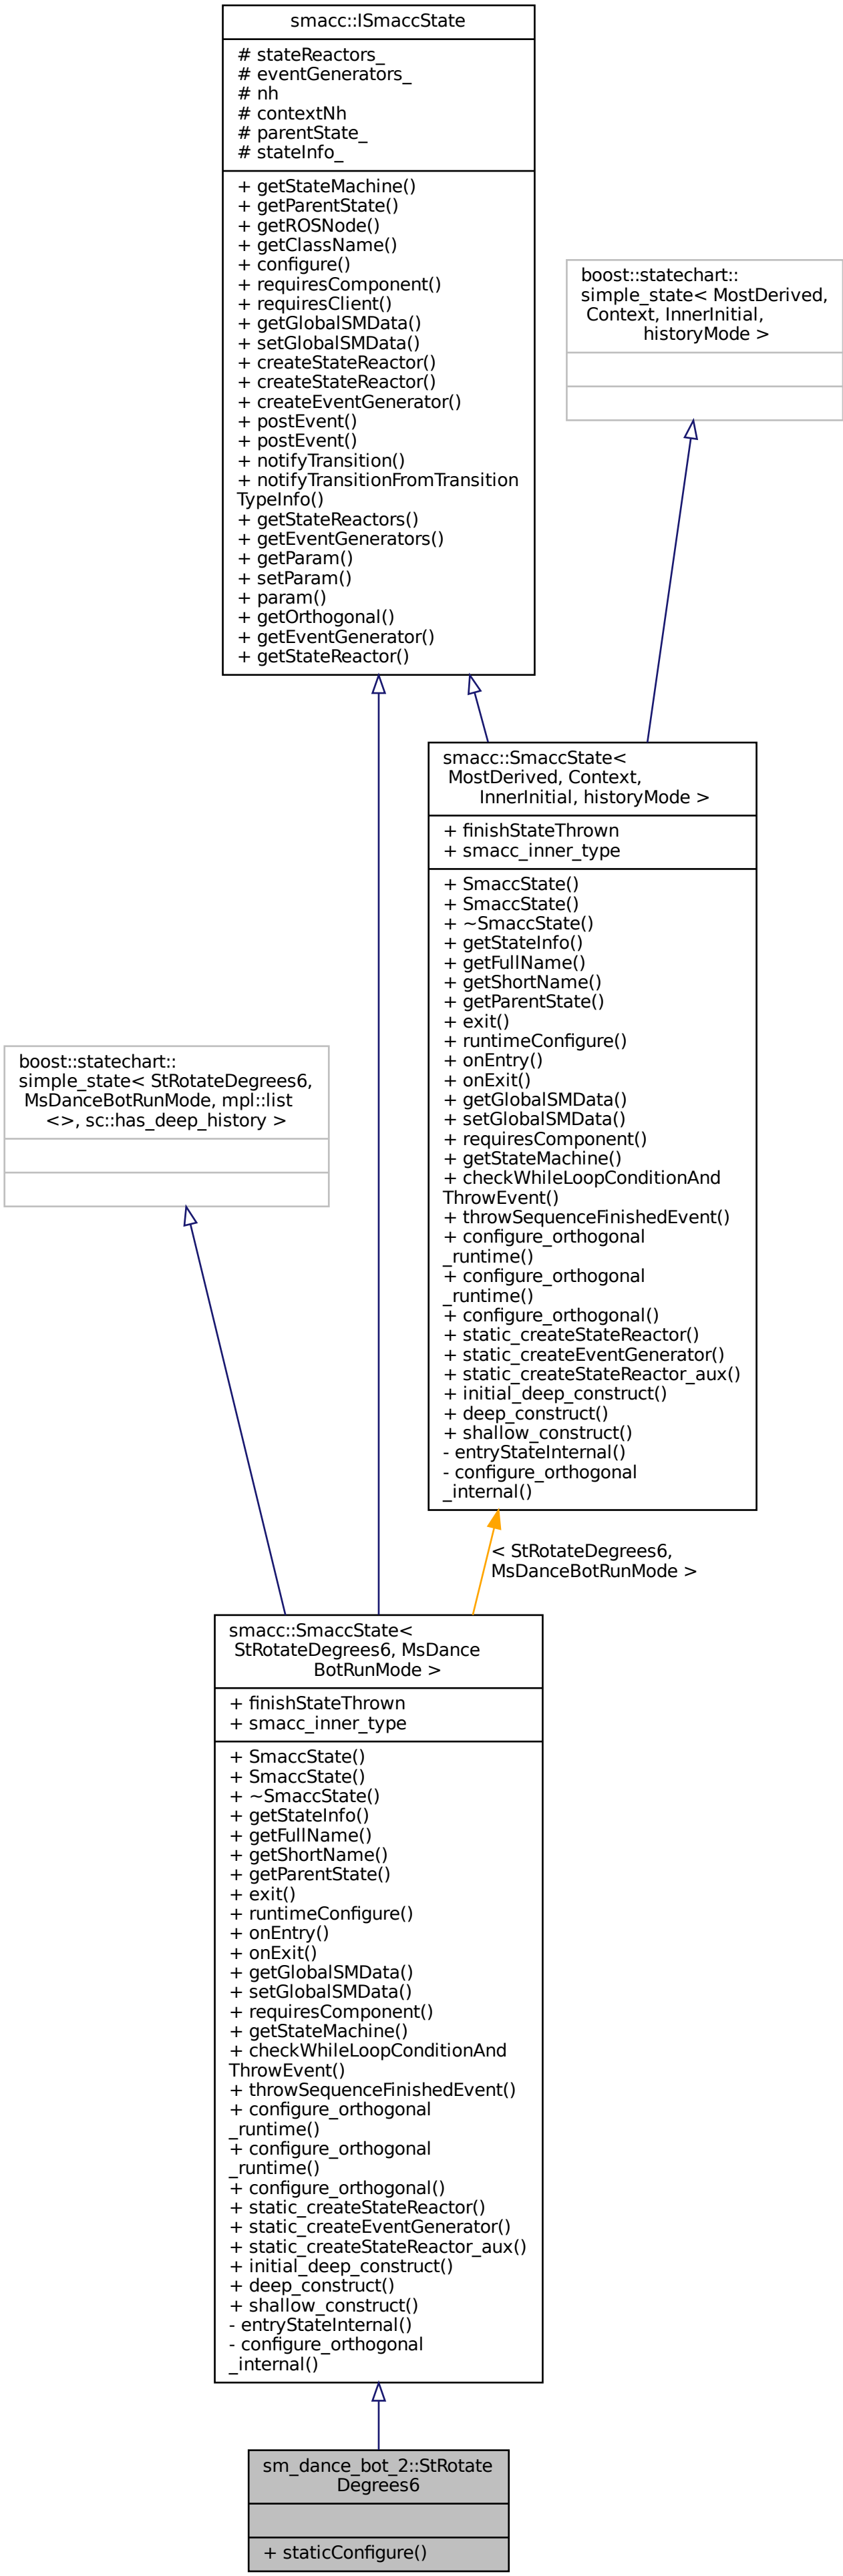 smacc::ISmaccState
# stateReactors_
# eventGenerators_
# nh
# contextNh
# parentState_
# stateInfo_
+ getStateMachine()
+ getParentState()
+ getROSNode()
+ getClassName()
+ configure()
+ requiresComponent()
+ requiresClient()
+ getGlobalSMData()
+ setGlobalSMData()
+ createStateReactor()
+ createStateReactor()
+ createEventGenerator()
+ postEvent()
+ postEvent()
+ notifyTransition()
+ notifyTransitionFromTransition
TypeInfo()
+ getStateReactors()
+ getEventGenerators()
+ getParam()
+ setParam()
+ param()
+ getOrthogonal()
+ getEventGenerator()
+ getStateReactor()
boost::statechart::
simple_state< MostDerived,
Context, InnerInitial,
historyMode >
smacc::SmaccState<
MostDerived, Context,
InnerInitial, historyMode >
+ finishStateThrown
+ smacc_inner_type
+ SmaccState()
+ SmaccState()
+ ~SmaccState()
+ getStateInfo()
+ getFullName()
+ getShortName()
+ getParentState()
+ exit()
+ runtimeConfigure()
+ onEntry()
+ onExit()
+ getGlobalSMData()
+ setGlobalSMData()
+ requiresComponent()
+ getStateMachine()
+ checkWhileLoopConditionAnd
ThrowEvent()
+ throwSequenceFinishedEvent()
+ configure_orthogonal
_runtime()
+ configure_orthogonal
_runtime()
+ configure_orthogonal()
+ static_createStateReactor()
+ static_createEventGenerator()
+ static_createStateReactor_aux()
+ initial_deep_construct()
+ deep_construct()
+ shallow_construct()
- entryStateInternal()
- configure_orthogonal
_internal()
boost::statechart::
simple_state< StRotateDegrees6,
MsDanceBotRunMode, mpl::list
<>, sc::has_deep_history >
< StRotateDegrees6,
MsDanceBotRunMode >
smacc::SmaccState<
StRotateDegrees6, MsDance
BotRunMode >
+ finishStateThrown
+ smacc_inner_type
+ SmaccState()
+ SmaccState()
+ ~SmaccState()
+ getStateInfo()
+ getFullName()
+ getShortName()
+ getParentState()
+ exit()
+ runtimeConfigure()
+ onEntry()
+ onExit()
+ getGlobalSMData()
+ setGlobalSMData()
+ requiresComponent()
+ getStateMachine()
+ checkWhileLoopConditionAnd
ThrowEvent()
+ throwSequenceFinishedEvent()
+ configure_orthogonal
_runtime()
+ configure_orthogonal
_runtime()
+ configure_orthogonal()
+ static_createStateReactor()
+ static_createEventGenerator()
+ static_createStateReactor_aux()
+ initial_deep_construct()
+ deep_construct()
+ shallow_construct()
- entryStateInternal()
- configure_orthogonal
_internal()
sm_dance_bot_2::StRotate
Degrees6
+ staticConfigure()